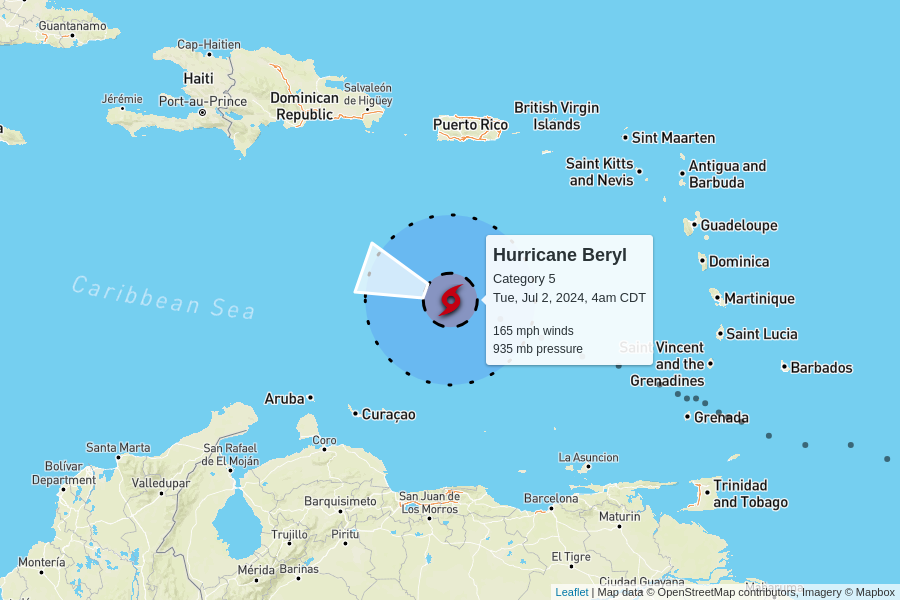 Guantanamo
Cap-Haitien
Haiti
Salvaleón
de Higüey
Jérémie
Port-au-Prince
Dominican
Republic
Puerto Rico
British Virgin
Islands
Sint Maarten
Saint Kitts
and Nevis
Antigua and
Barbuda
Guadeloupe
Hurricane Beryl
Category 5
Tue, Jul 2, 2024, 4am CDT
165 mph winds
935 mb pressure
Dominica
Caribbean Sea
Martinique
Saint Lucia
Saint Vincent
and the
Grenadines
Barbados
Aruba
Curaçao
Grenada
Santa Marta
San Rafael
de El Moján
Coro
La Asuncion
Bolívar
Department
Valledupar
Barquisimeto
San Juan de
Los Morros
Barcelona
Trinidad
and Tobago
Maturin
Trujillo
Piritu
El Tigre
Montería
Mérida
Barinas
Ciudad Guayana
Mabaruma
Leaflet | Map data © OpenStreetMap contributors, Imagery © Mapbox